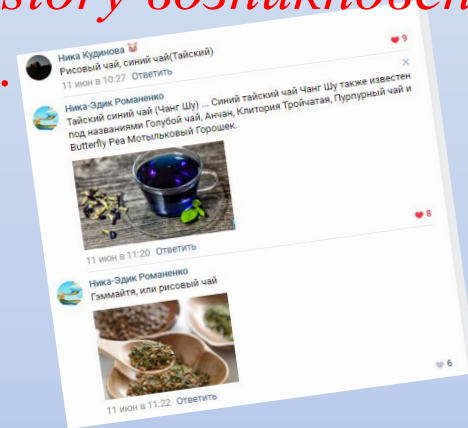 story возникновен
.
Ника Кудинова
Рисовый чай, синий чай(Тайский)
11 июн в 10:27 Ответить
9
Ника-Эдик Романенко
Тайский синий чай (Чанг Шу) ... Синий тайский чай Чанг Шу также известен
под названиями Голубой чай, Анчан, Клитория Тройчатая, Пурпурный чай и
Butterfly Pea Мотыльковый Горошек.
11 июн в 11:20 Ответить
8
Ника-Эдик Романенко
Гэммайтя, или рисовый чай
11 июн в 11:22 Ответить
6